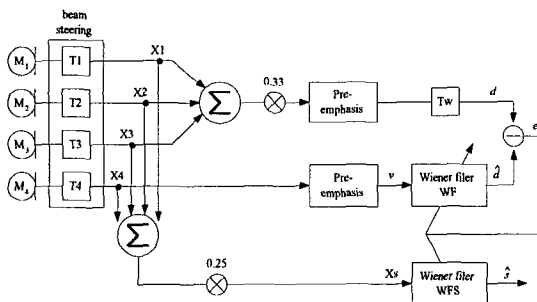 beam
steering
M1 T1 X1
M2 T2 X2
M3 T3 X3
M4 T4 X4
Σ
0.33
Pre-
emphasis
Tw
d
e
Pre-
emphasis
v
Wiener filer
WF
d̂
Σ
0.25
Xs
Wiener filer
WFS
ŝ